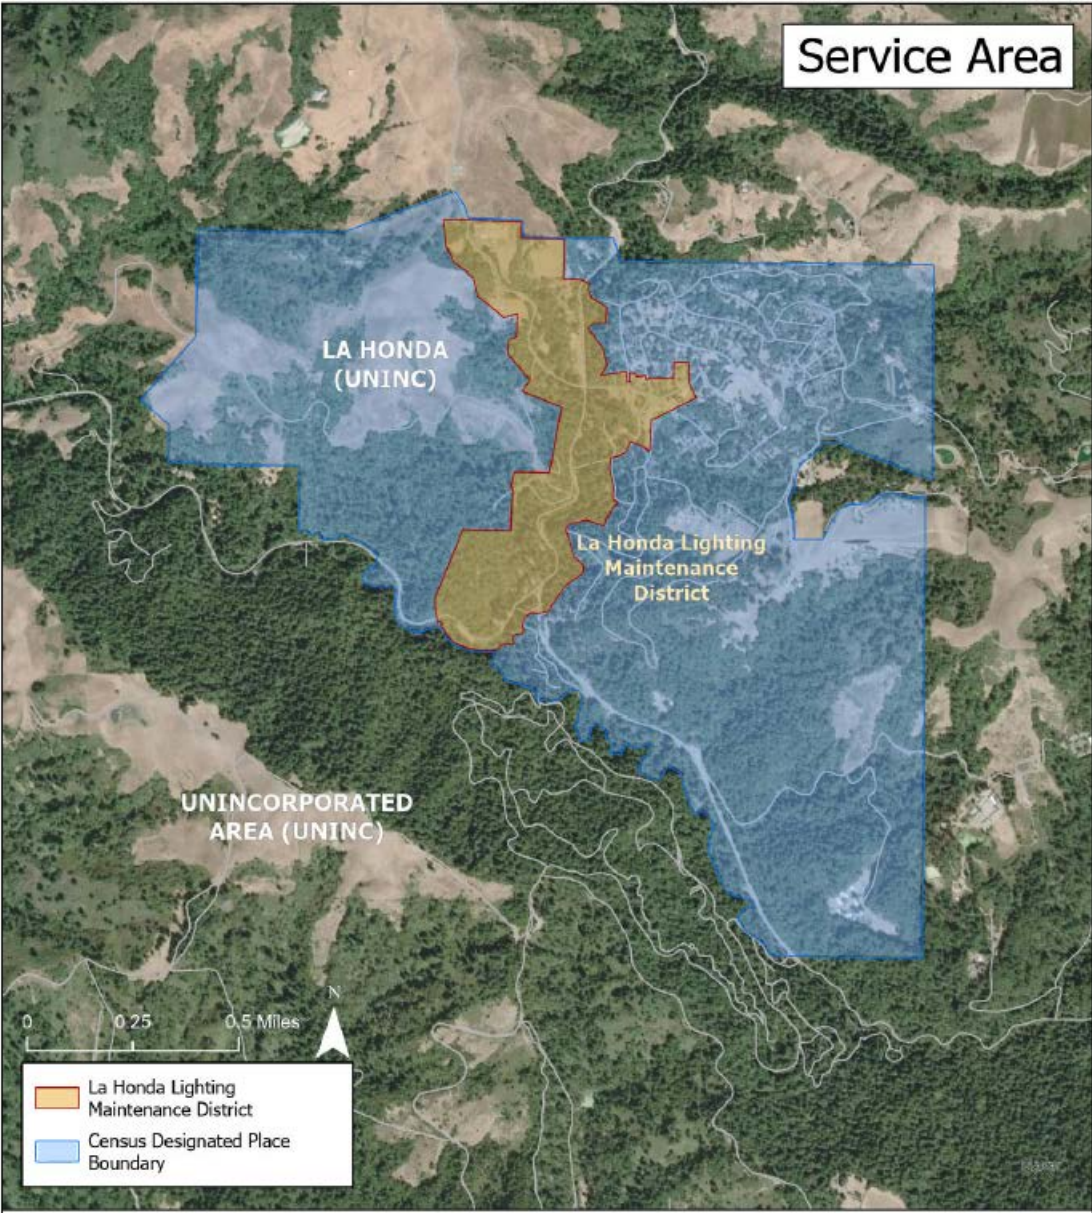 Service Area
LA HONDA
(UNINC)
La Honda Lighting
Maintenance
District
UNINCORPORATED
AREA (UNINC)
N
0 0.25 0.5 Miles
La Honda Lighting
Maintenance District
Census Designated Place
Boundary